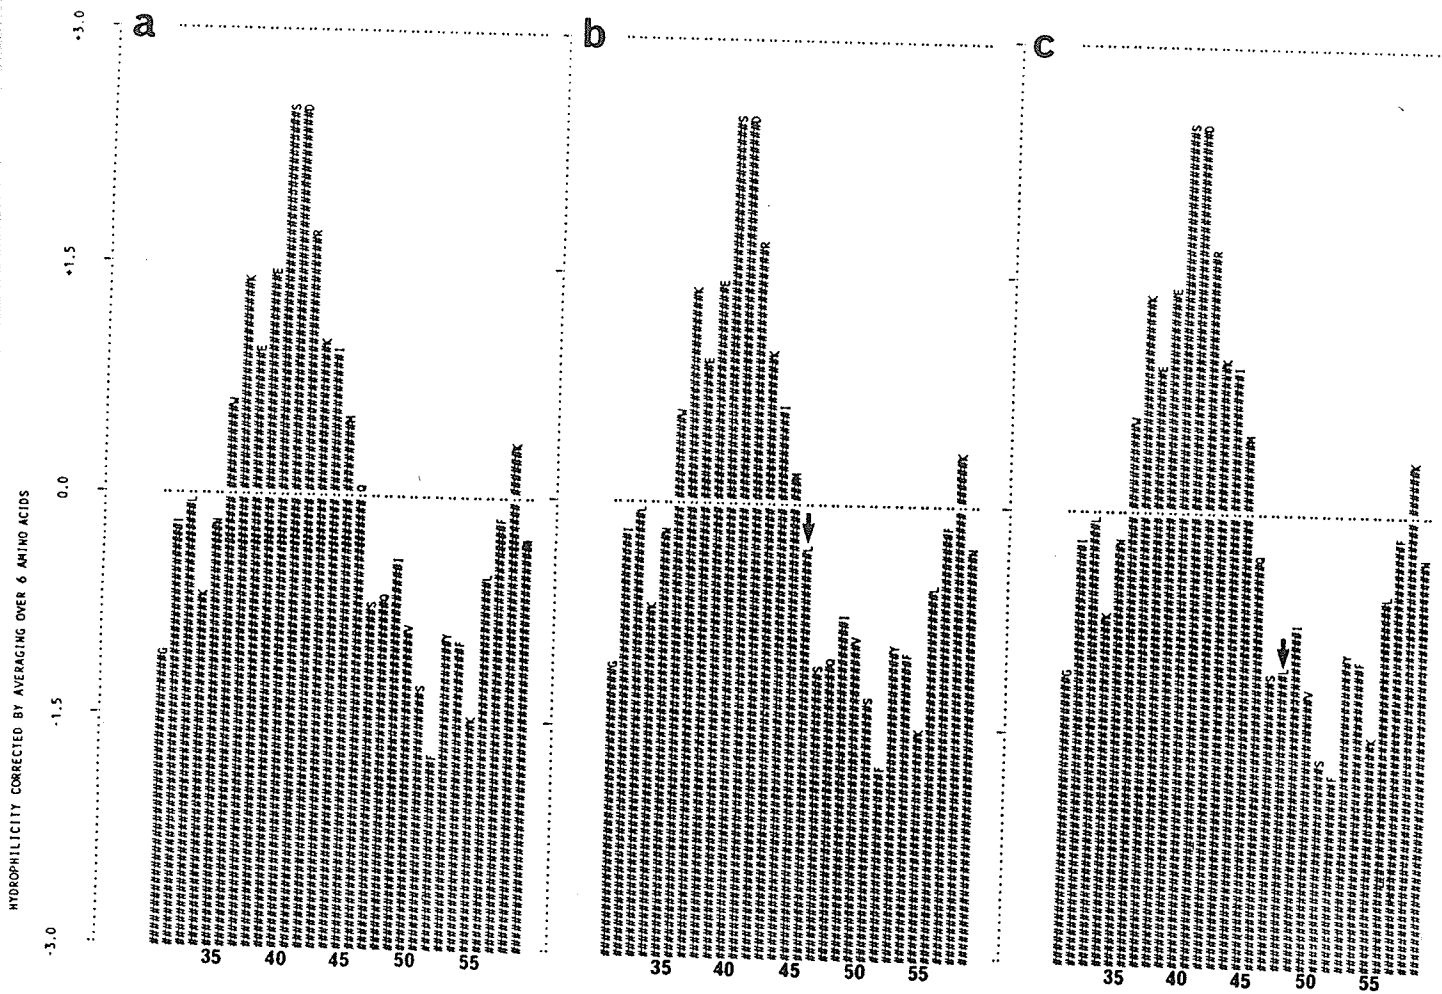 HYDROPHILICITY CORRECTED BY AVERAGING OVER 6 AMINO ACIDS
+3.0
+1.5
0.0
-1.5
-3.0
a
G I L K N W K E E S D R K I M Q S Q I V S F Y F K L F K
35 40 45 50 55
b
G I L K N W K E E S D R K I M L S Q I V S F Y F K L F K N
35 40 45 50 55
c
G I L K N W K E E S D R K I M Q S L I V S F Y F K L F K N
35 40 45 50 55